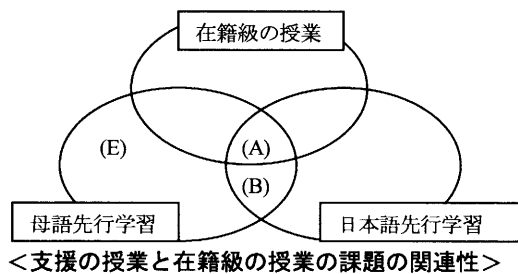 在籍級の授業
(E)
(A)
(B)
母語先行学習
日本語先行学習
＜支援の授業と在籍級の授業の課題の関連性＞